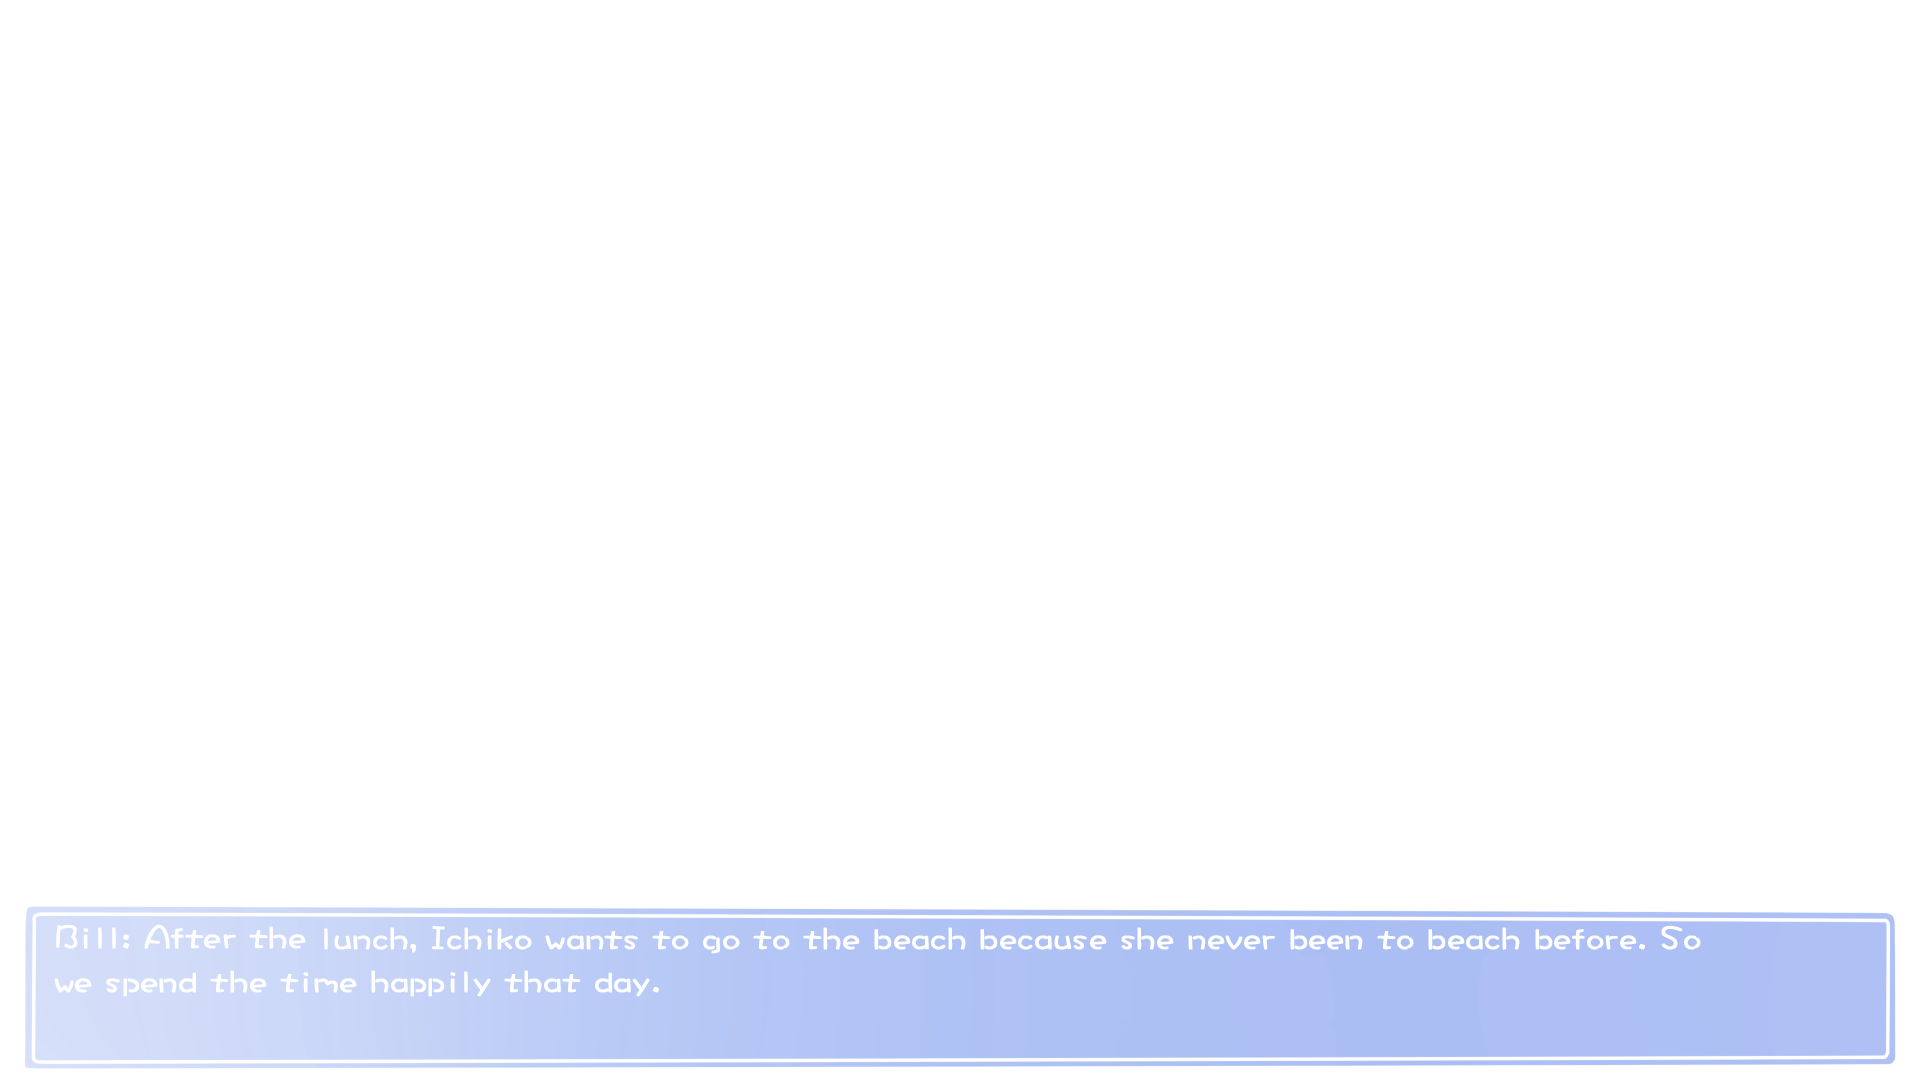 Bill: After the lunch, Ichiko wants to go to the beach because she never been to beach before. So
we spend the time happily that day.